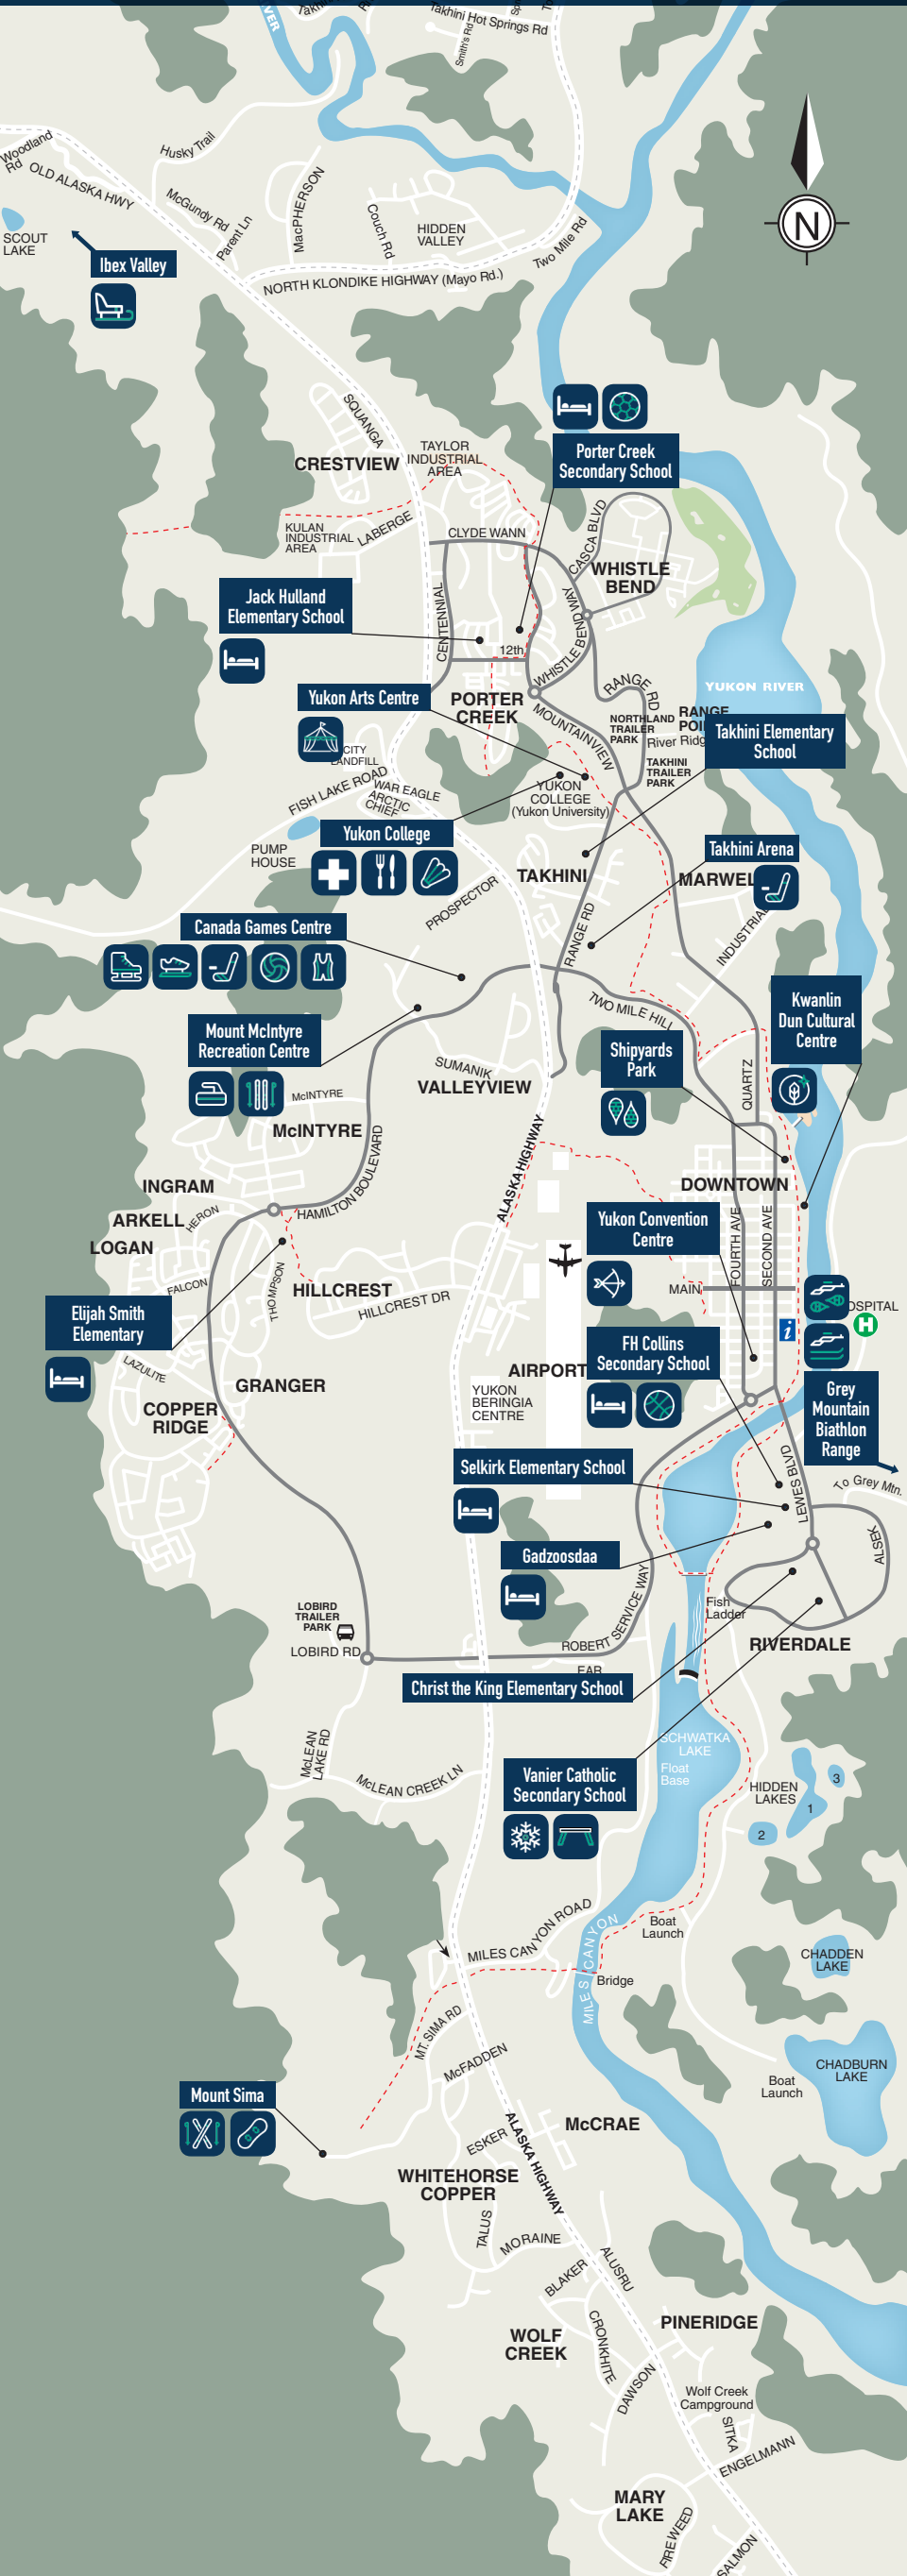 Takhini Hot Springs Rd
Smith's Rd
Woodland
Rd
OLD ALASKA HWY
Husky Trail
McGundy Rd
Parent Ln
MacPHERSON
Couch Rd
HIDDEN
VALLEY
Two Mile Rd
N
SCOUT
LAKE
Ibex Valley
NORTH KLONDIKE HIGHWAY (Mayo Rd.)
SQUANGA
CRESTVIEW
TAYLOR
INDUSTRIAL
AREA
Porter Creek
Secondary School
KULAN
INDUSTRIAL
AREA
LABERGE
CLYDE WANN
CASCA BLVD
WHISTLE
BEND
Jack Hulland
Elementary School
CENTENNIAL
12th
WHISTLE BEND WAY
Yukon Arts Centre
PORTER
CREEK
RANGE RD
YUKON RIVER
MOUNTAINVIEW
NORTHLAND
TRAILER
PARK
RANGE
River Ridg
Takhini Elementary
School
CITY
LANDFILL
TAKHINI
TRAILER
PARK
FISH LAKE ROAD
WAR EAGLE
ARCTIC
CHIEF
YUKON
COLLEGE
(Yukon University)
Yukon College
PUMP
HOUSE
Takhini Arena
TAKHINI
MARWEL
PROSPECTOR
INDUSTRIAL
Canada Games Centre
RANGE RD
Kwanlin
Dun Cultural
Centre
TWO MILE HILL
Mount McIntyre
Recreation Centre
Shipyards
Park
SUMANIK
VALLEYVIEW
QUARTZ
McINTYRE
McINTYRE
HAMILTON BOULEVARD
ALASKA HIGHWAY
DOWNTOWN
INGRAM
ARKELL
HERON
LOGAN
Yukon Convention
Centre
FOURTH AVE
SECOND AVE
FALCON
THOMPSON
HILLCREST
HILLCREST DR
MAIN
OSPITAL
H
i
Elijah Smith
Elementary
FH Collins
Secondary School
LAZULITE
GRANGER
AIRPORT
Grey
Mountain
Biathlon
Range
YUKON
BERINGIA
CENTRE
COPPER
RIDGE
Selkirk Elementary School
LEWES BLVD
To Grey Mtn.
Gadzoosdaa
ALSEK
LOBIRD
TRAILER
PARK
LOBIRD RD
ROBERT SERVICE WAY
Fish
Ladder
RIVERDALE
Christ the King Elementary School
McLEAN
LAKE RD
McLEAN CREEK LN
SCHWATKA
LAKE
Float
Base
Vanier Catholic
Secondary School
HIDDEN
LAKES
3
1
2
MILES CANYON ROAD
MILES CANYON
Boat
Launch
Bridge
CHADDEN
LAKE
MT. SIMA RD
McFADDEN
CHADBURN
LAKE
Boat
Launch
Mount Sima
McCRAE
ESKER
ALASKA HIGHWAY
WHITEHORSE
COPPER
TALUS
MORAINE
BLAKER
ALUSRU
PINERIDGE
WOLF
CREEK
CRONKHITE
DAWSON
Wolf Creek
Campground
SITKA
ENGELMANN
MARY
LAKE
FIREWEED
SALMON